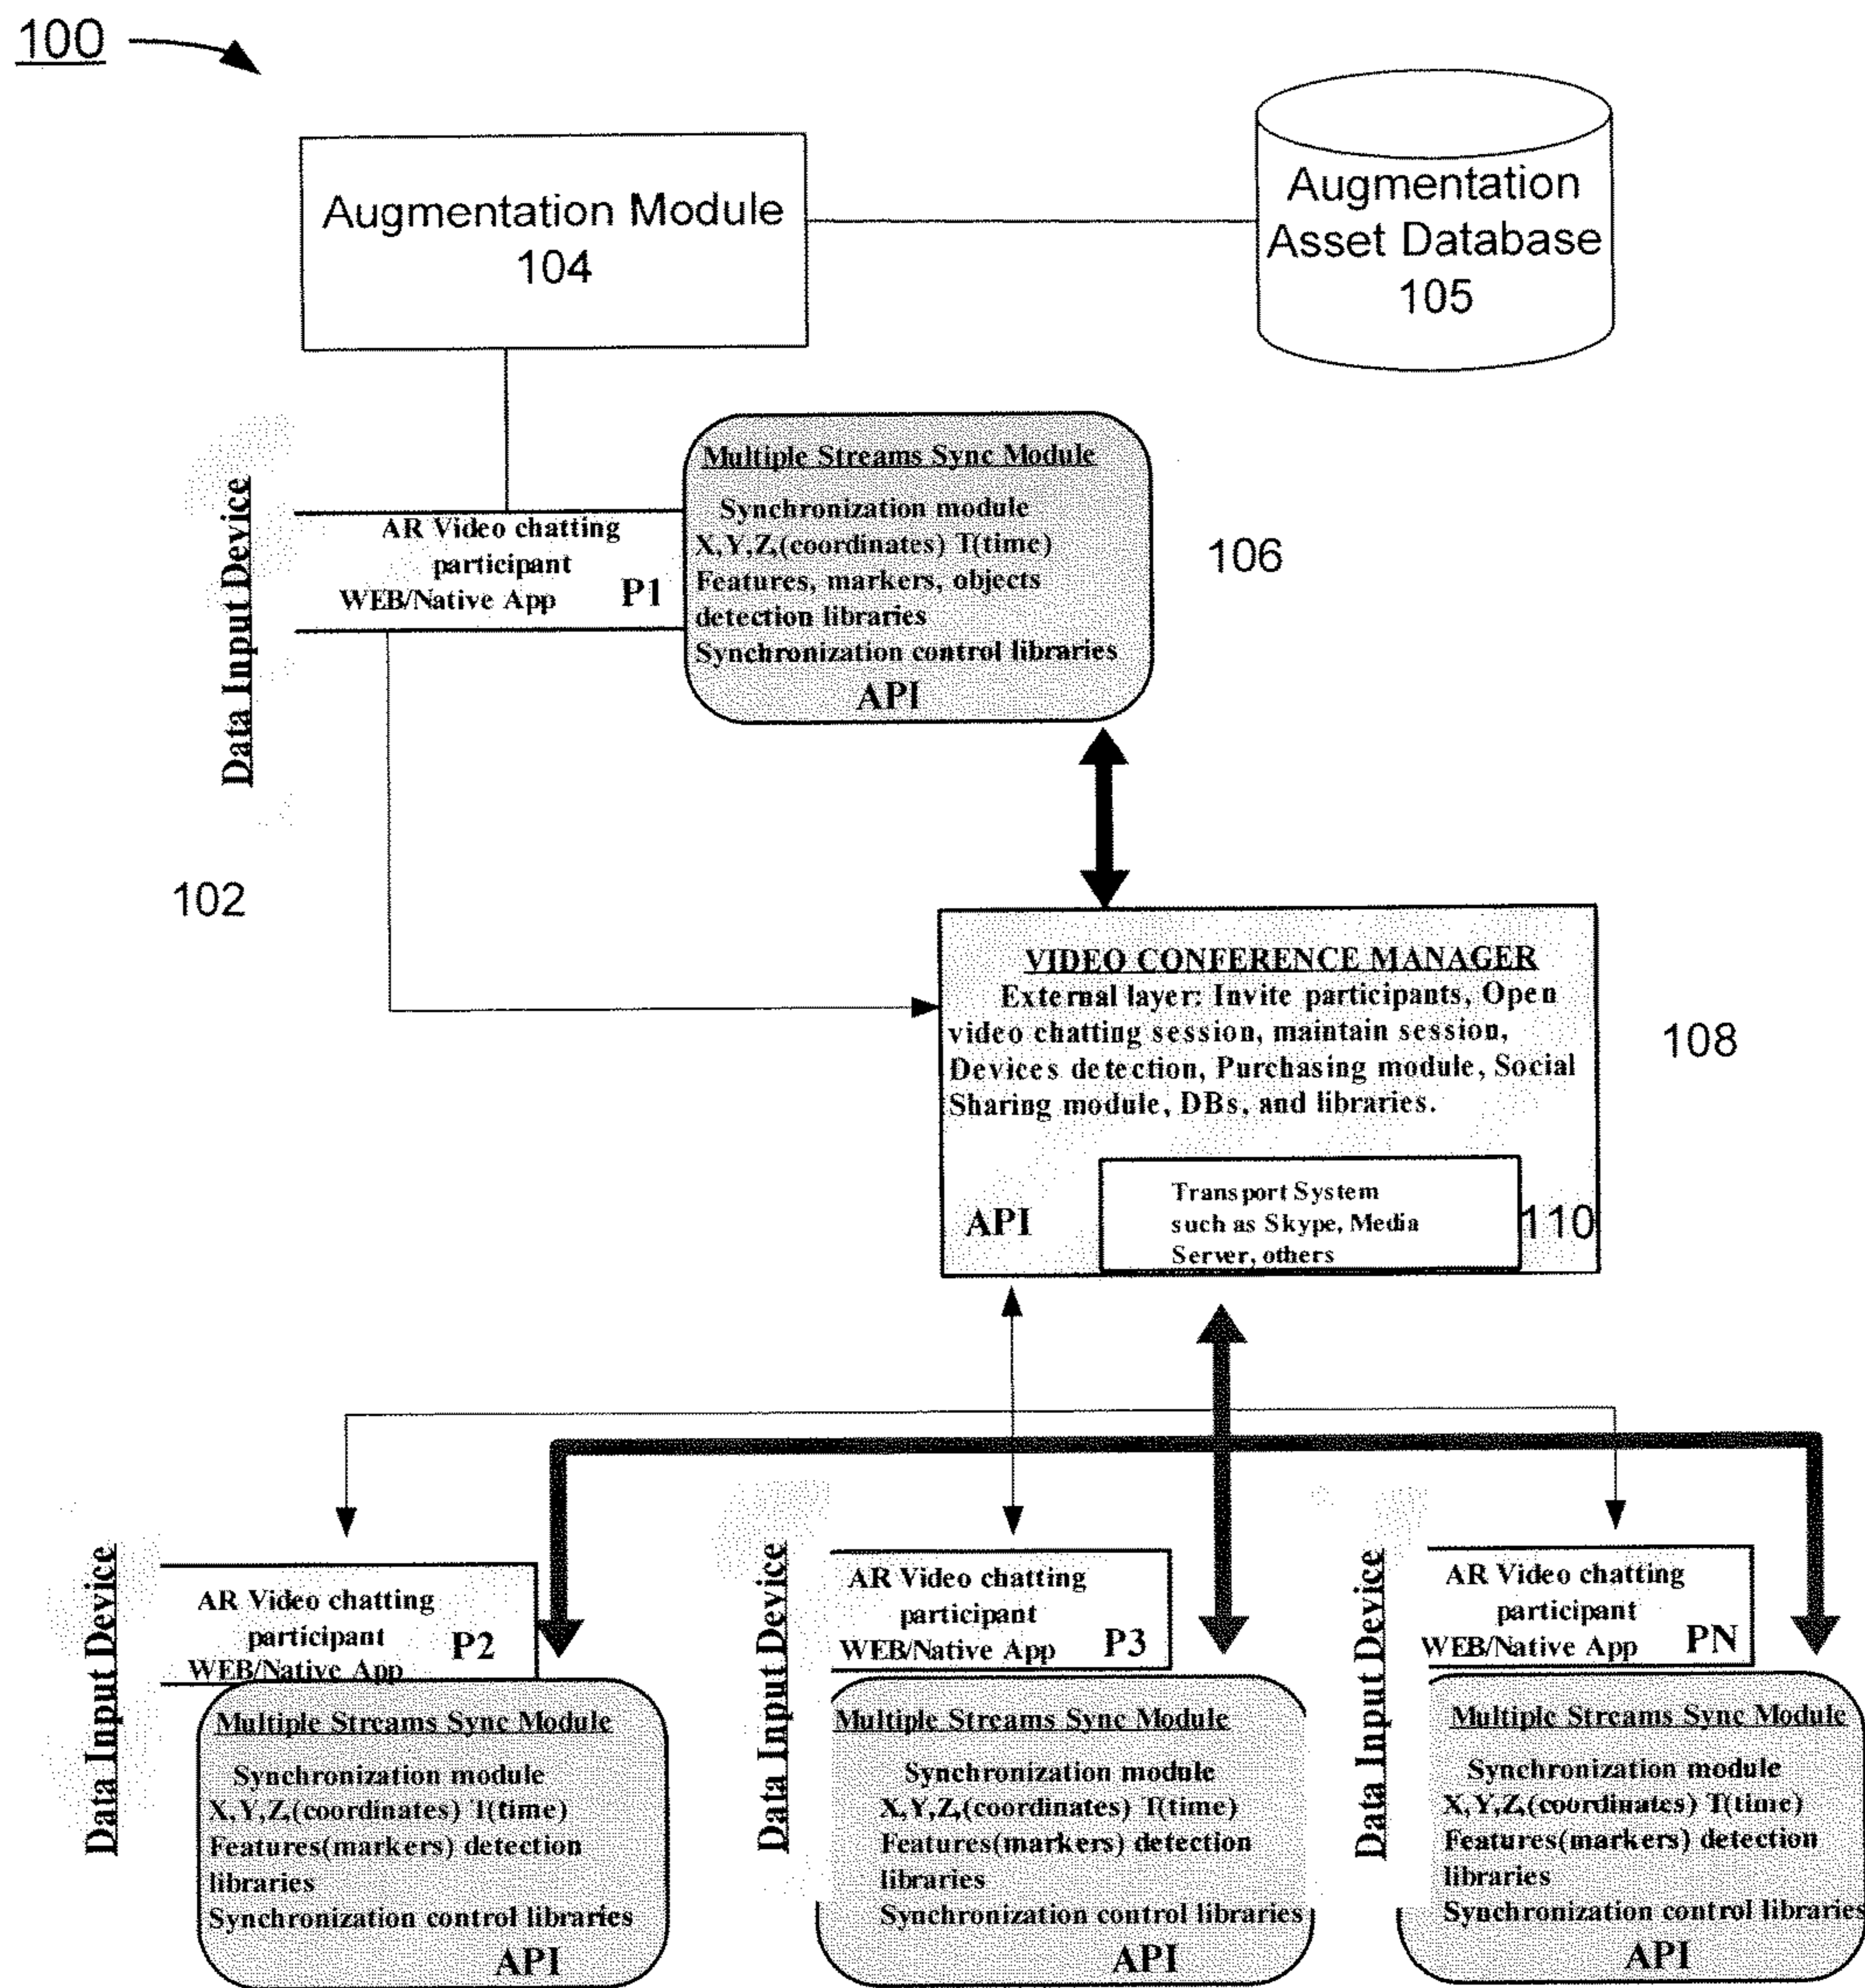 100
Augmentation Module
104
Augmentation
Asset Database
105
Data Input Device
AR Video chatting
participant
WEB/Native App P1
Multiple Streams Sync Module
Synchronization module
X,Y,Z,(coordinates) T(time)
Features, markers, objects
detection libraries
Synchronization control libraries
API
106
102
VIDEO CONFERENCE MANAGER
External layer: Invite participants, Open
video chatting session, maintain session,
Devices detection, Purchasing module, Social
Sharing module, DBs, and libraries.
API
Transport System
such as Skype, Media
Server, others
110
108
Data Input Device
AR Video chatting
participant
WEB/Native App P2
Multiple Streams Sync Module
Synchronization module
X,Y,Z,(coordinates) T(time)
Features(markers) detection
libraries
Synchronization control libraries
API
Data Input Device
AR Video chatting
participant
WEB/Native App P3
Multiple Streams Sync Module
Synchronization module
X,Y,Z,(coordinates) T(time)
Features(markers) detection
libraries
Synchronization control libraries
API
Data Input Device
AR Video chatting
participant
WEB/Native App PN
Multiple Streams Sync Module
Synchronization module
X,Y,Z,(coordinates) T(time)
Features(markers) detection
libraries
Synchronization control libraries
API